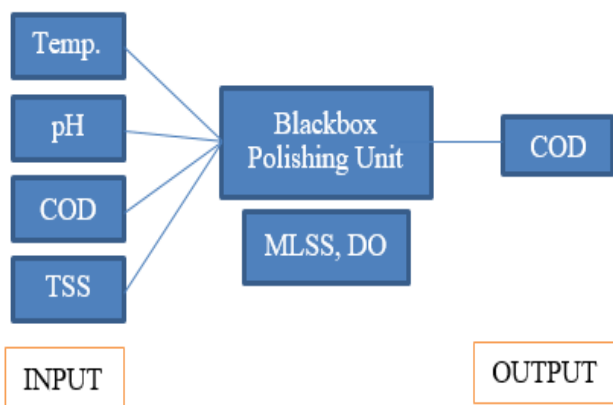 Temp.
pH
COD
TSS
Blackbox
Polishing Unit
MLSS, DO
COD
INPUT
OUTPUT